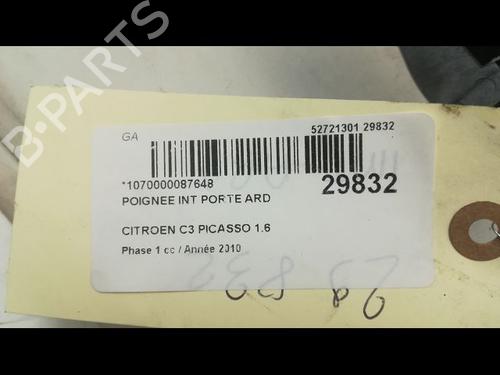 B-PARTS
GA
52721301 29832
*1070000087648
29832
POIGNEE INT PORTE ARD
CITROEN C3 PICASSO 1.6
Phase 1 cc / Année 2010